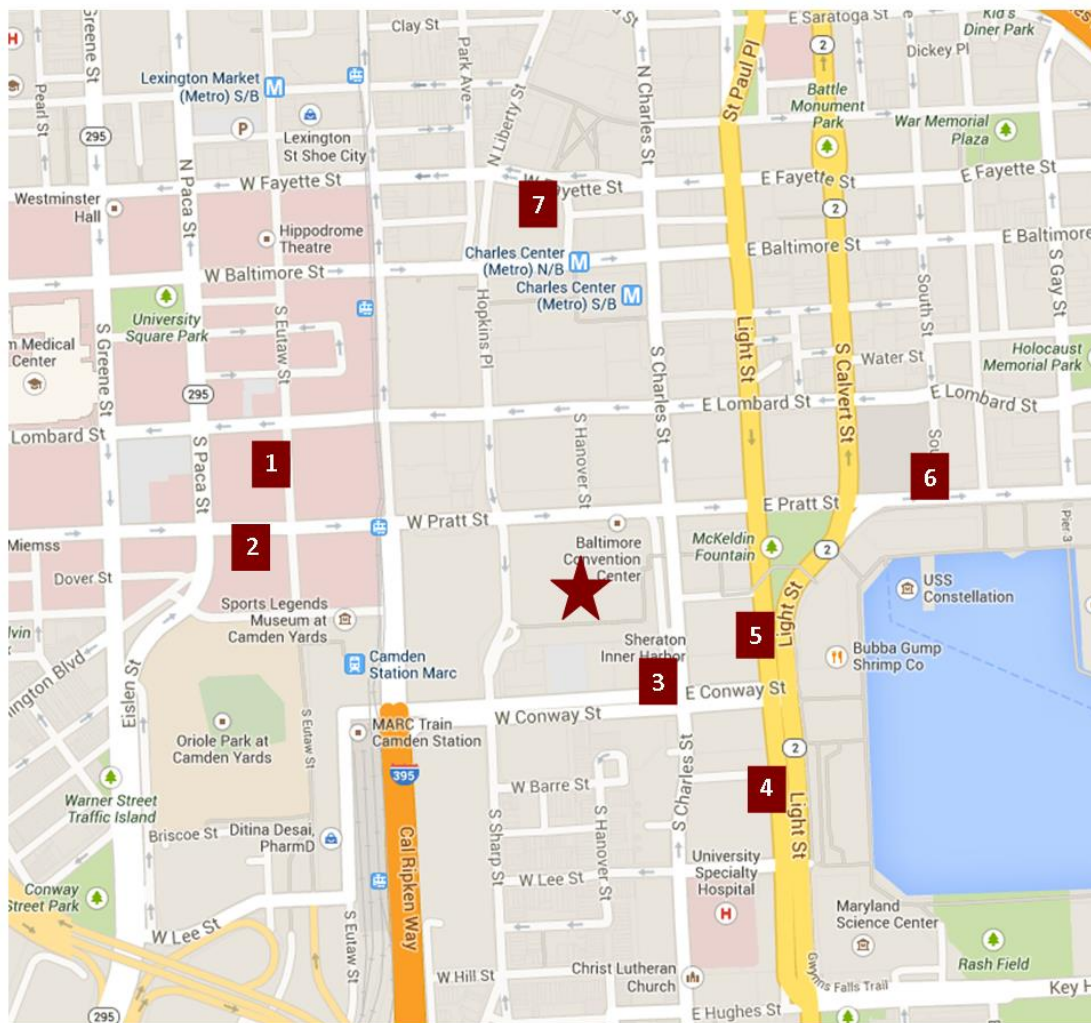 Clay St
E Saratoga St
Kid's
Diner Park
H
Greene St
Park Ave
2
Dickey Pl
Lexington Market
(Metro) S/B
M
St Paul Pl
Battle
Monument
Park
War Memorial
Plaza
Pearl St
295
P
Lexington
St Shoe City
N Liberty St
N Charles St
N Paca St
W Fayette St
E Fayette St
Westminster
Hall
7
2
Hippodrome
Theatre
Charles Center
(Metro) N/B
M
E Baltimore St
E Baltimore
W Baltimore St
Charles Center
(Metro) S/B
M
University
Square Park
S Eutaw St
Hopkins Pl
Light St
South St
S Gay St
Medical
Center
S Greene St
S Charles St
S Calvert St
Water St
Holocaust
Memorial Park
295
E Lombard St
E Lombard St
Lombard St
S Hanover St
1
S Paca St
6
W Pratt St
E Pratt St
Pier 3
Miemss
2
Baltimore
Convention
Center
McKeldin
Fountain
2
Dover St
USS
Constellation
Sports Legends
Museum at
Camden Yards
Light St
5
Sheraton
Inner Harbor
Bubba Gump
Shrimp Co
Camden
Station Marc
3
E Conway St
W Conway St
Eislen St
Oriole Park at
Camden Yards
S Eutaw St
MARC Train
Camden Station
2
395
4
Warner Street
Traffic Island
W Barre St
S Charles St
Light St
Briscoe St
Ditina Desai,
PharmD
Cal Ripken Way
S Sharp St
S Hanover St
University
Specialty
Hospital
H
Conway
Street Park
W Lee St
W Lee St
Maryland
Science Center
S Eutaw St
Rash Field
W Hill St
Christ Lutheran
Church
Gwynns Falls Trail
295
E Hughes St
Key H